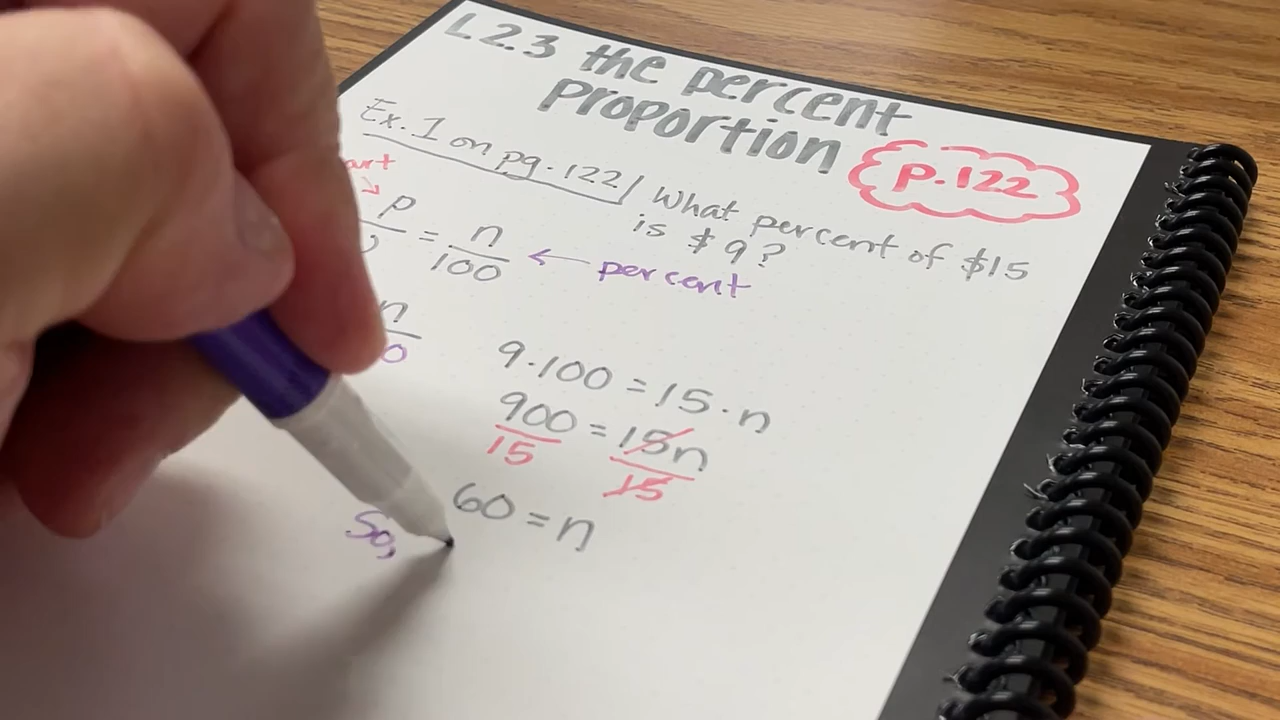 L2.3 the percent
proportion
p.122
Ex. 1 on pg. 122/ What percent of $15
is $9?
p
= n
100 ← percent
n
9·100 = 15·n
900 = 15n
15 15
60 = n
So,